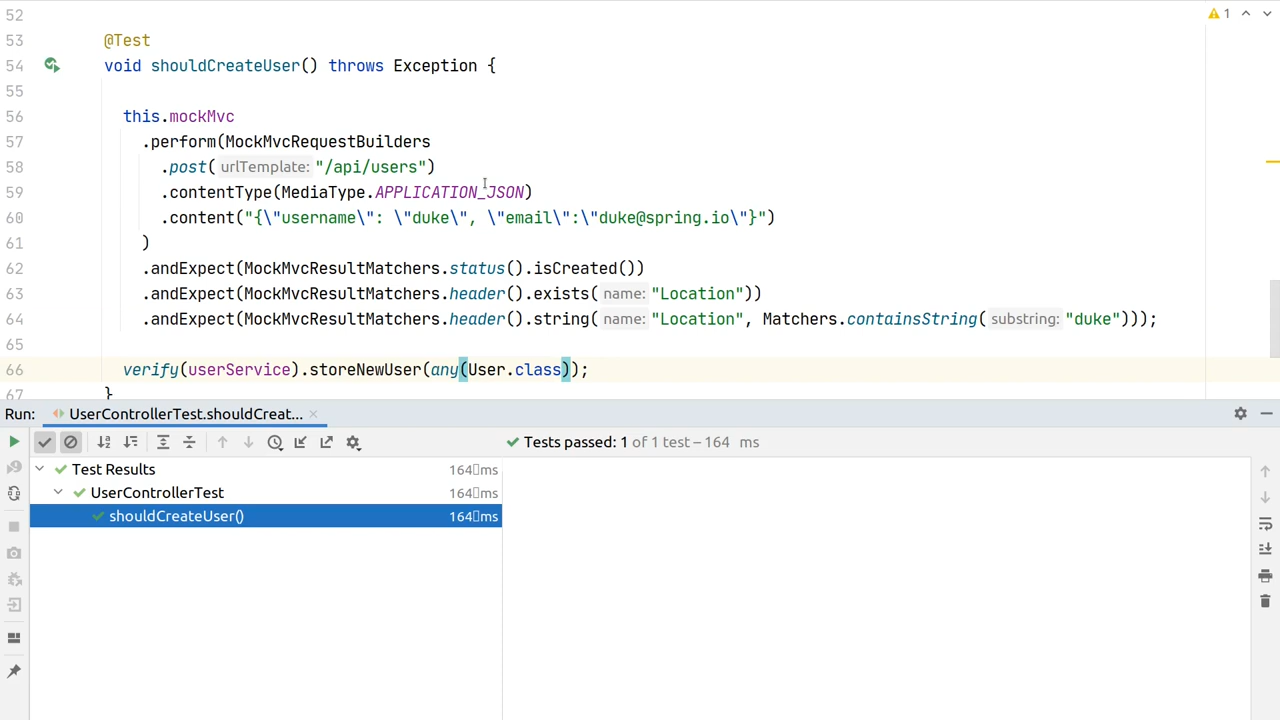 52
1
53 @Test
54 void shouldCreateUser() throws Exception {
55
56 this.mockMvc
57 .perform(MockMvcRequestBuilders
58 .post( urlTemplate: "/api/users")
59 .contentType(MediaType.APPLICATION_JSON)
60 .content("{\"username\": \"duke\", \"email\":\"duke@spring.io\"}")
61 )
62 .andExpect(MockMvcResultMatchers.status().isCreated())
63 .andExpect(MockMvcResultMatchers.header().exists( name: "Location"))
64 .andExpect(MockMvcResultMatchers.header().string( name: "Location", Matchers.containsString( substring: "duke")));
65
66 verify(userService).storeNewUser(any(User.class));
67 }
Run: UserControllerTest.shouldCreat...
Tests passed: 1 of 1 test – 164 ms
Test Results 164 ms
UserControllerTest 164 ms
shouldCreateUser() 164 ms